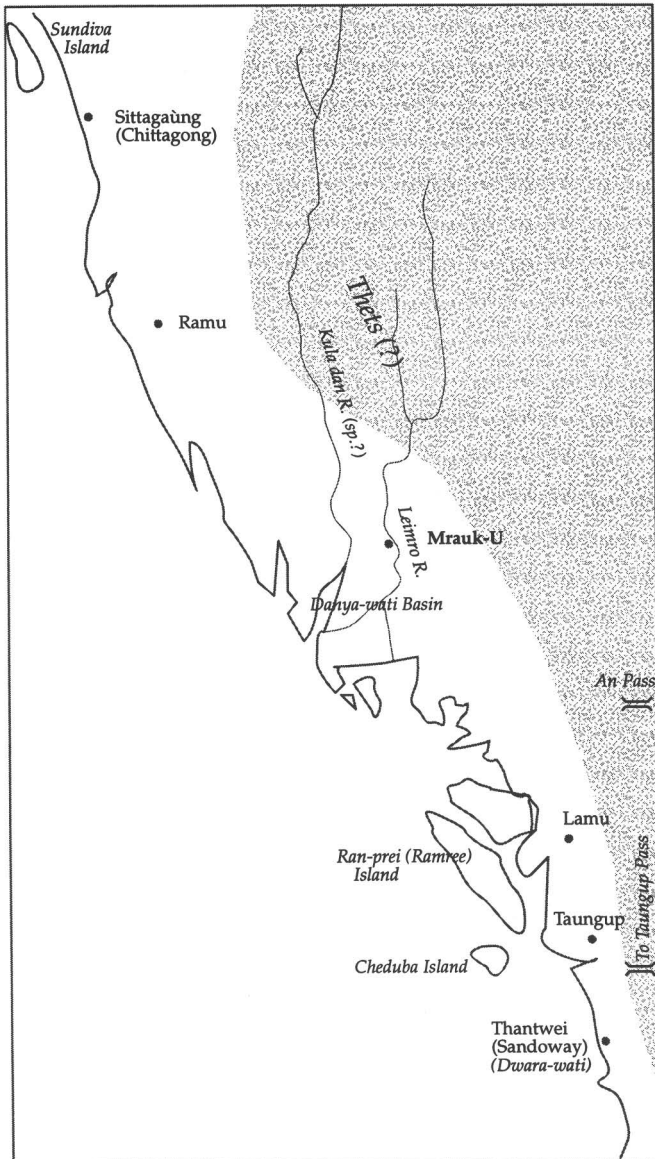 Sundiva
Island
Sittagaùng
(Chittagong)
Ramu
Thets (?)
Kula dan R. (sp.?)
Leimro R.
Mrauk-U
Danya-wati Basin
An Pass
Lamu
Ran-prei (Ramree)
Island
Taungup
To Taungup Pass
Cheduba Island
Thantwei
(Sandoway)
(Dwara-wati)